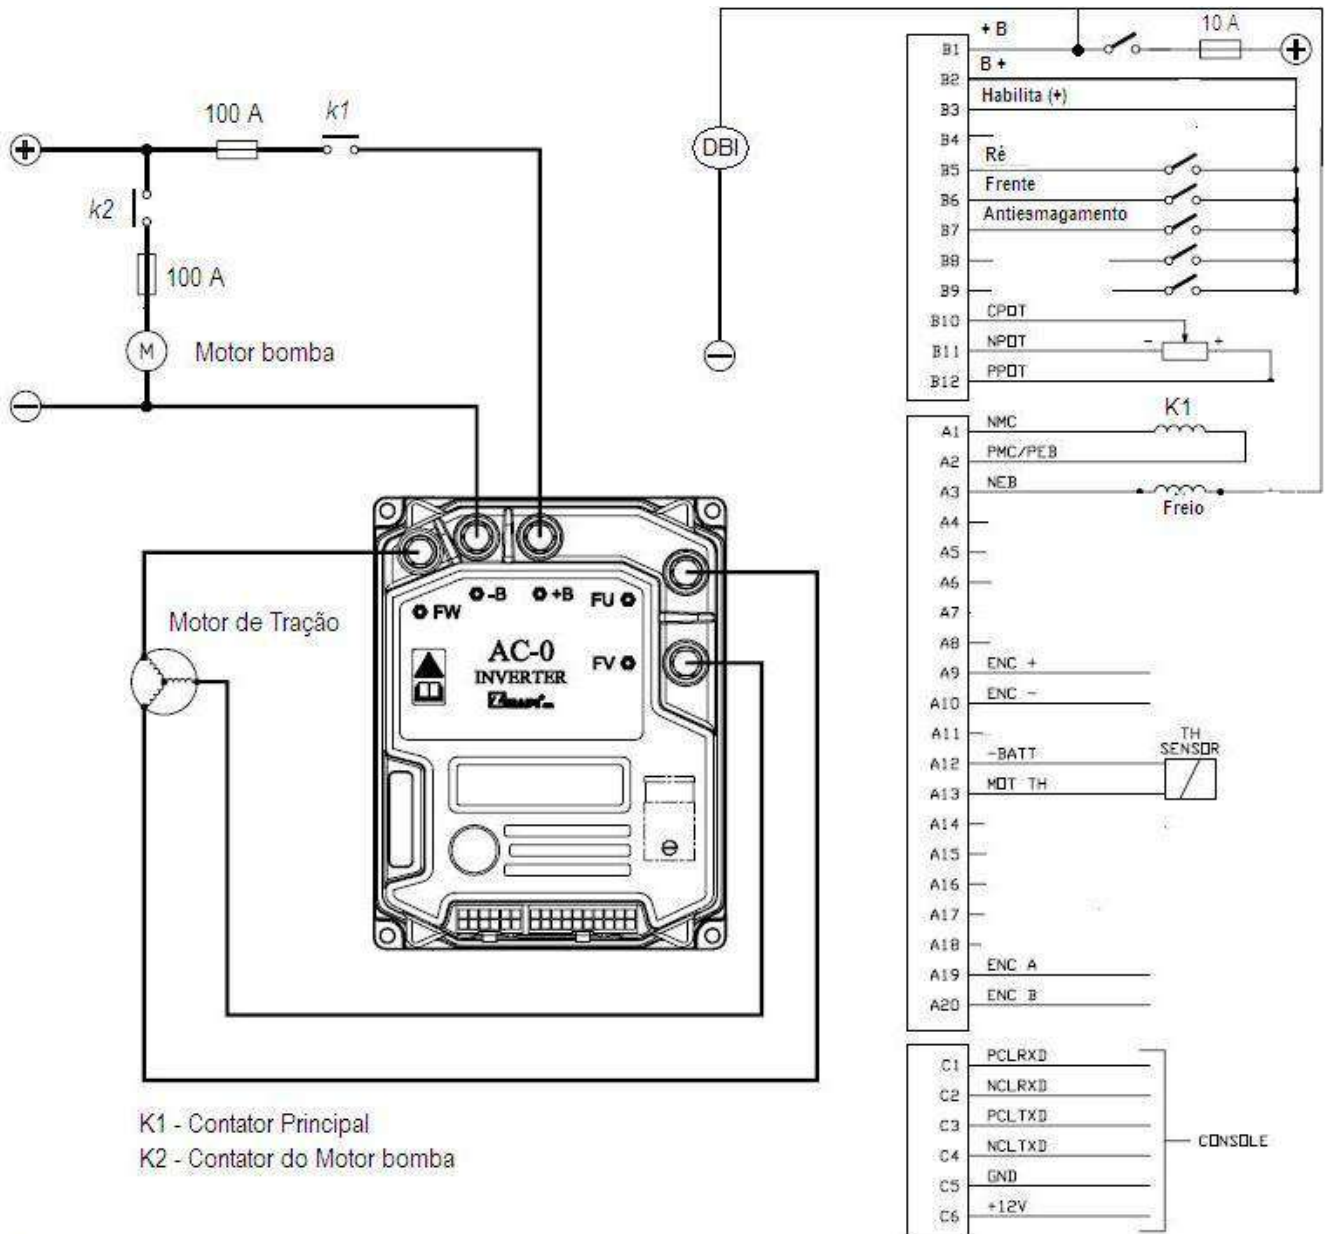 100 A
k1
k2
100 A
M
Motor bomba
DBI
+ B
10 A
B1
B +
B2
Habilita (+)
B3
B4
Ré
B5
Frente
B6
Antiesmagamento
B7
B8
B9
CPOT
B10
NPOT
- +
B11
PPOT
B12
K1
NMC
A1
PMC/PEB
A2
NEB
A3
Freio
A4
A5
A6
A7
A8
ENC +
A9
ENC -
A10
A11
TH
SENSOR
-BATT
A12
MOT TH
A13
A14
A15
A16
A17
A18
ENC A
A19
ENC B
A20
PCLRXD
C1
NCLRXD
C2
PCLTXD
C3
NCLTXD
C4
GND
C5
+12V
C6
CONSOLE
-B +B
FW
FU
FV
AC-0
INVERTER
Motor de Tração
K1 - Contator Principal
K2 - Contator do Motor bomba